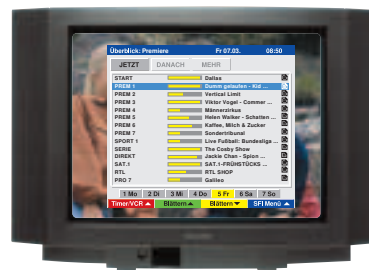 Überblick: Premiere Fr 07.03. 08:50
JETZT DANACH MEHR
START Dallas
PREM 1 Dumm gelaufen - Kid ...
PREM 2 Vertical Limit
PREM 3 Viktor Vogel - Commer ...
PREM 4 Männerzirkus
PREM 5 Helen Walker - Schatten ...
PREM 6 Kaffee, Milch & Zucker
PREM 7 Sondertribunal
SPORT 1 Live Fußball: Bundesliga ...
SERIE The Cosby Show
DIREKT Jackie Chan - Spion ...
SAT.1 SAT.1-FRÜHSTÜCKS ...
RTL RTL SHOP
PRO 7 Galileo
1 Mo 2 Di 3 Mi 4 Do 5 Fr 6 Sa 7 So
Timer/VCR Blättern Blättern SFI Menü